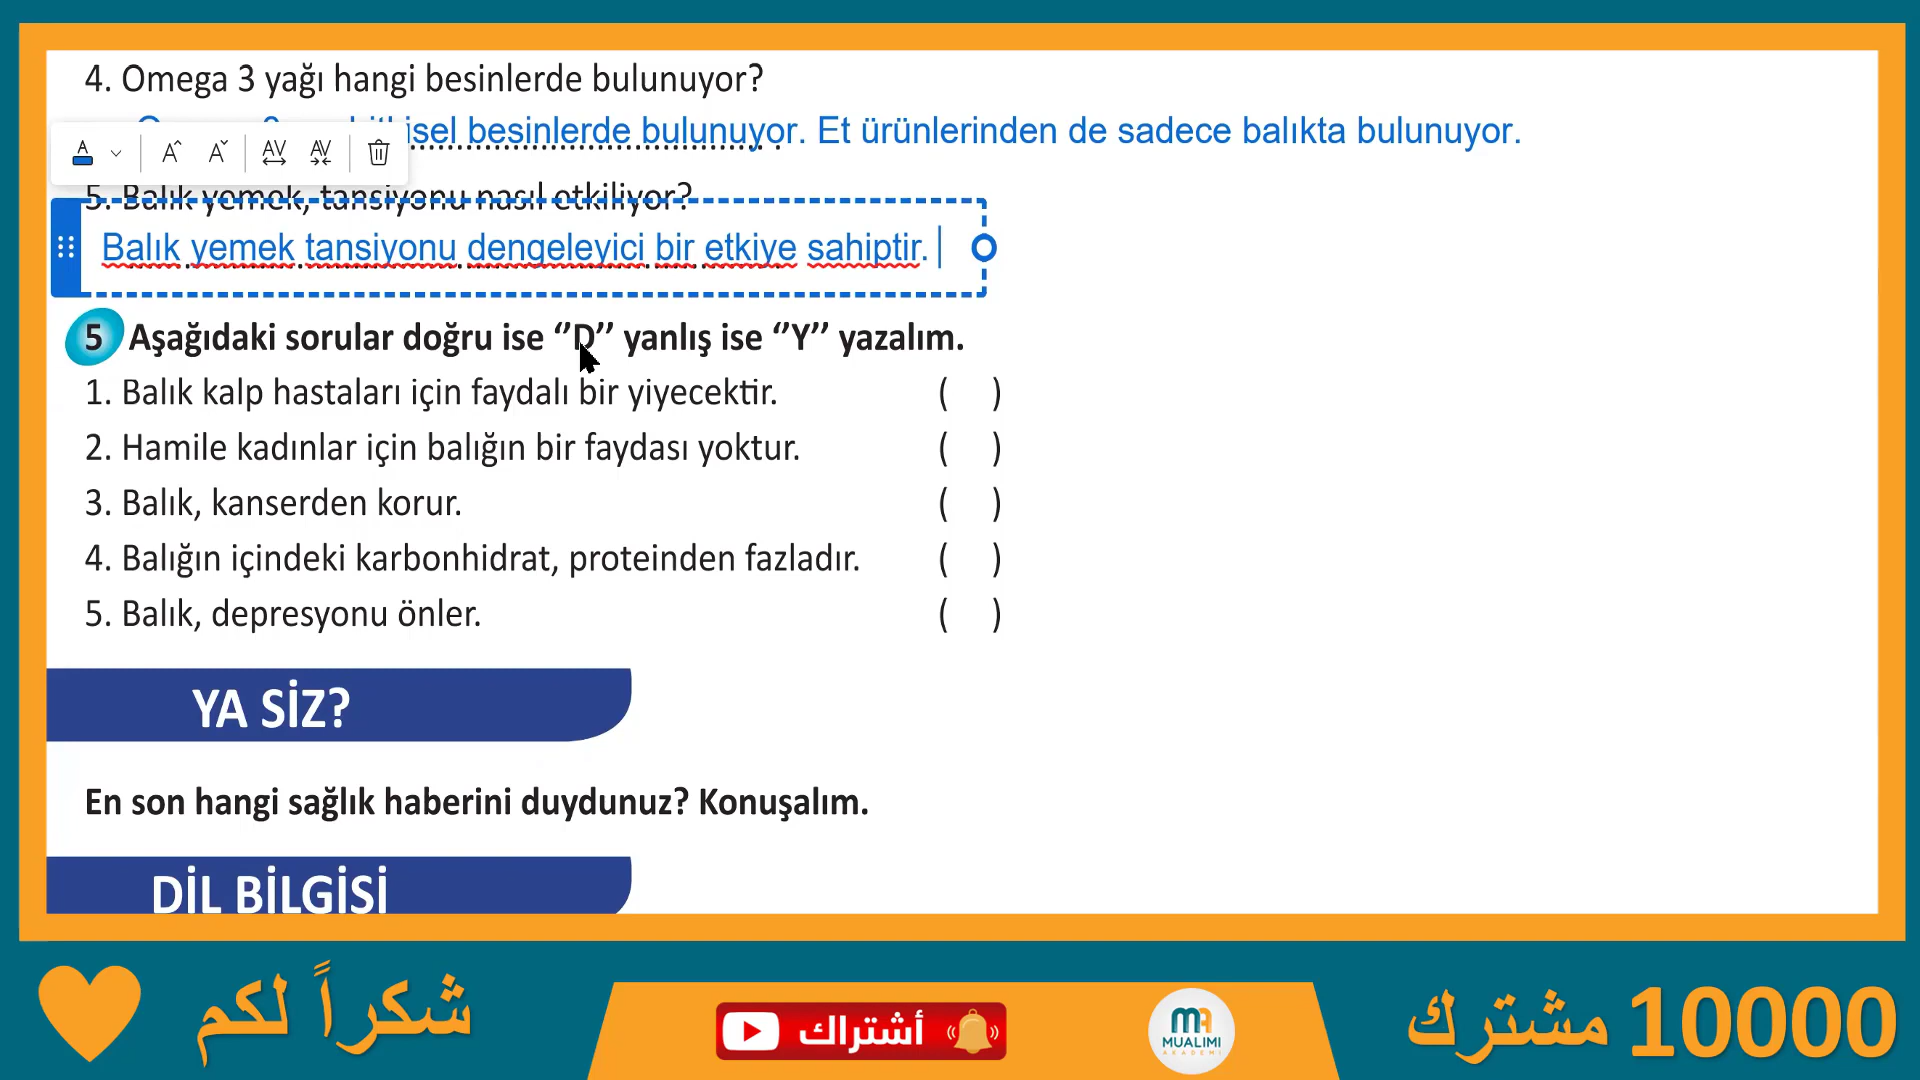 4. Omega 3 yağı hangi besinlerde bulunuyor?
besinlerde bulunuyor. Et ürünlerinden de sadece balıkta bulunuyor.
5. Balık yemek, tansiyonu nasıl etkiliyor?
Balık yemek tansiyonu dengeleyici bir etkiye sahiptir.
5 Aşağıdaki sorular doğru ise ‘‘D’’ yanlış ise ‘‘Y’’ yazalım.
1. Balık kalp hastaları için faydalı bir yiyecektir. ( )
2. Hamile kadınlar için balığın bir faydası yoktur. ( )
3. Balık, kanserden korur. ( )
4. Balığın içindeki karbonhidrat, proteinden fazladır. ( )
5. Balık, depresyonu önler. ( )
YA SİZ?
En son hangi sağlık haberini duydunuz? Konuşalım.
DİL BİLGİSİ
شكراً لكم
أشتراك
MUALIMI
AKADEMI
10000 مشترك